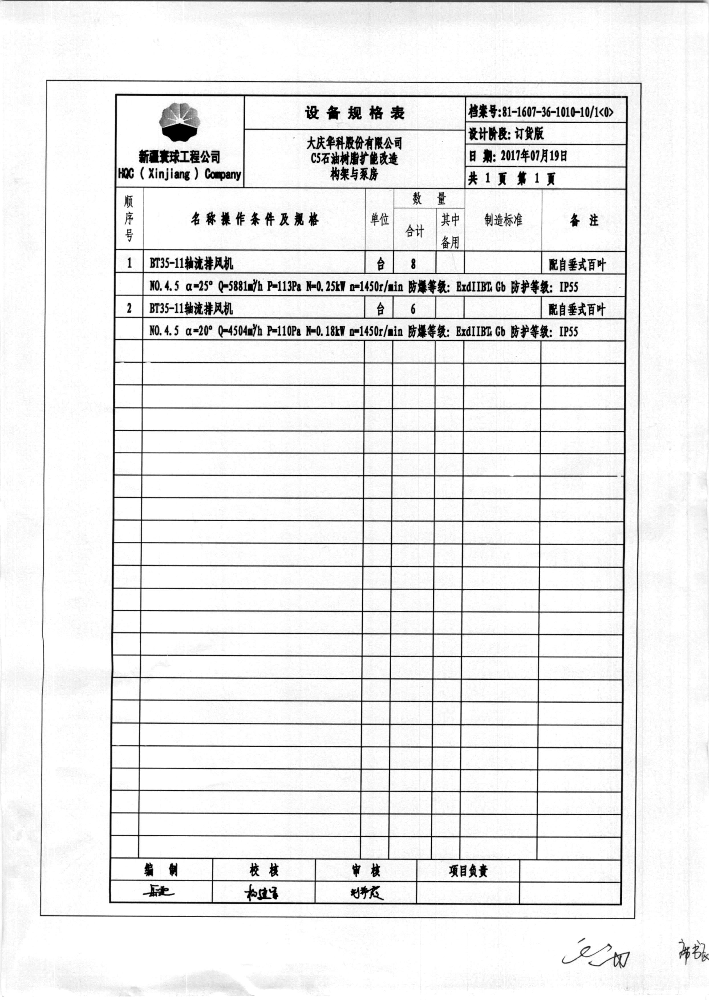 设备规格表
档案号:81-1607-36-1010-10/1<0>
新疆寰球工程公司
HQC ( Xinjiang ) Company
大庆华科股份有限公司
C5石油树脂扩能改造
构架与泵房
设计阶段: 订货版
日 期: 2017年07月19日
共 1 页 第 1 页
顺序号 名称操作条件及规格 单位 数量 合计 其中备用 制造标准 备注
1 BT35-11轴流排风机 台 8 配自垂式百叶
NO.4.5 α=25° Q=5881m³/h P=113Pa N=0.25kW n=1450r/min 防爆等级: ExdIIBT Gb 防护等级: IP55
2 BT35-11轴流排风机 台 6 配自垂式百叶
NO.4.5 α=20° Q=4504m³/h P=110Pa N=0.18kW n=1450r/min 防爆等级: ExdIIBT Gb 防护等级: IP55
编制 校核 审核 项目负责